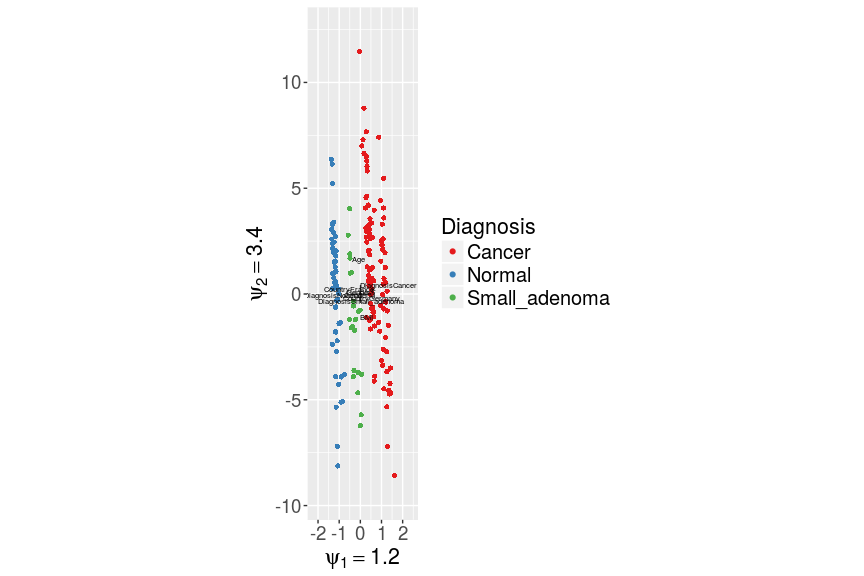 10
5
0
-5
-10
ψ2 = 3.4
Age
DiagnosisCancer
-2 -1 0 1 2
ψ1 = 1.2
Diagnosis
Cancer
Normal
Small_adenoma